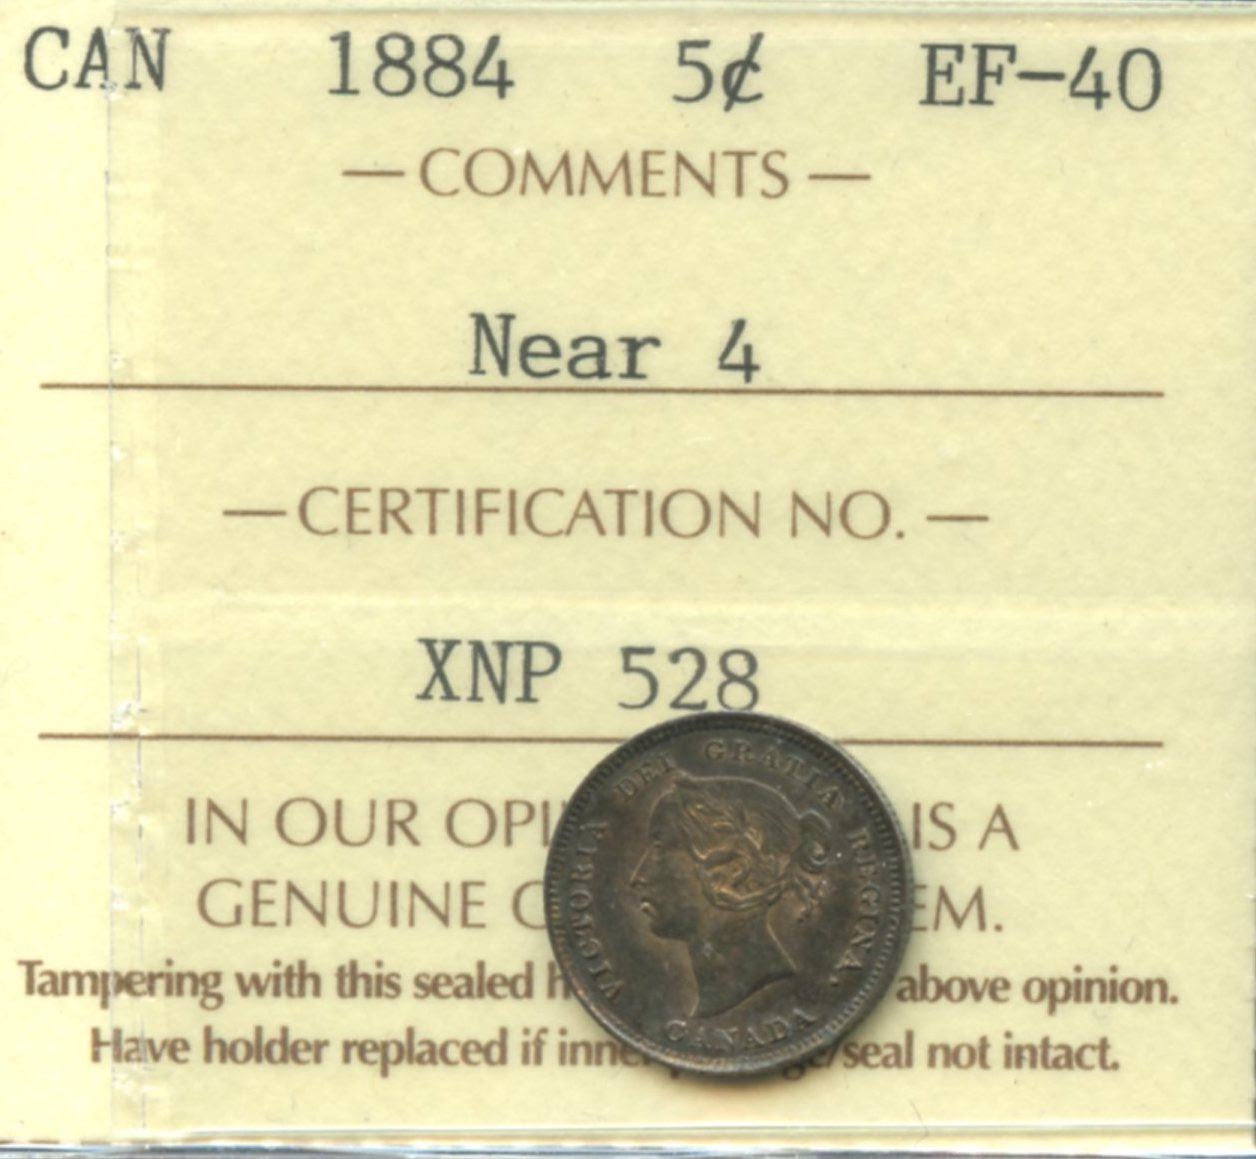 CAN 1884 5¢ EF-40
— COMMENTS —
Near 4
— CERTIFICATION NO. —
XNP 528
IN OUR OPI IS A
GENUINE C EM.
Tampering with this sealed h above opinion.
Have holder replaced if inne e/seal not intact.
VICTORIA DEI GRATIA REGINA.
CANADA